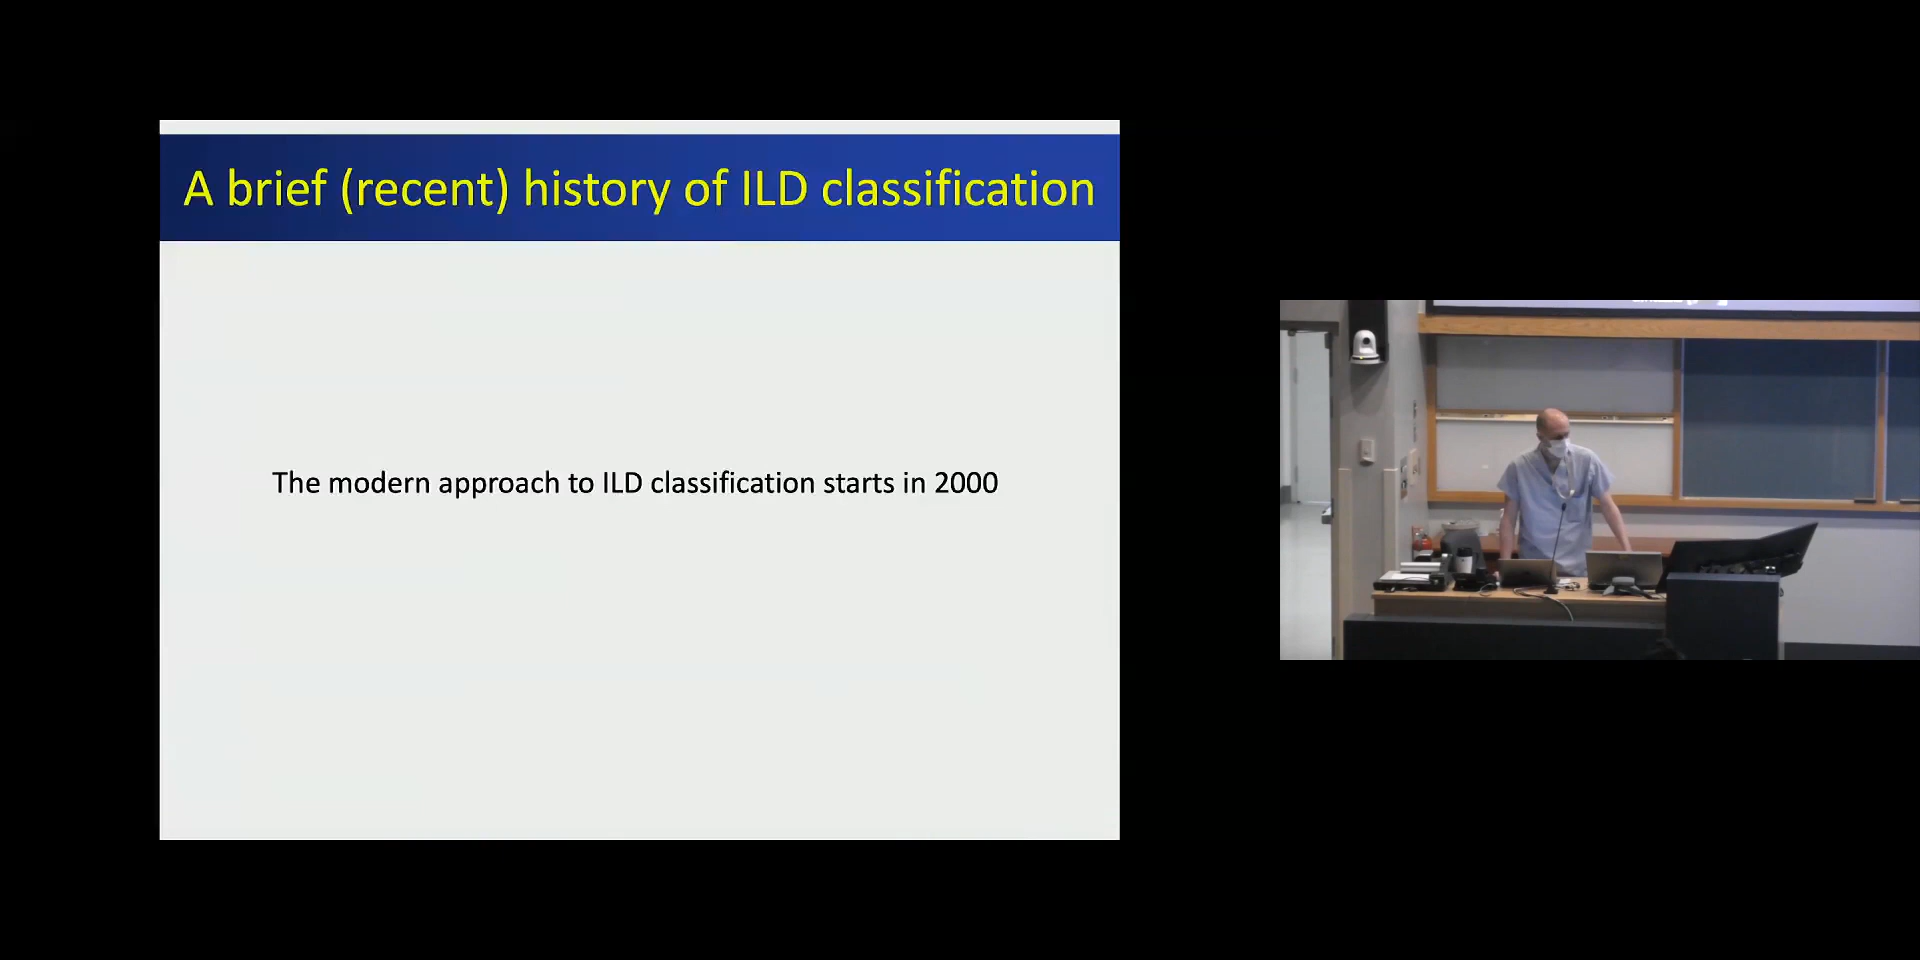 A brief (recent) history of ILD classification
The modern approach to ILD classification starts in 2000